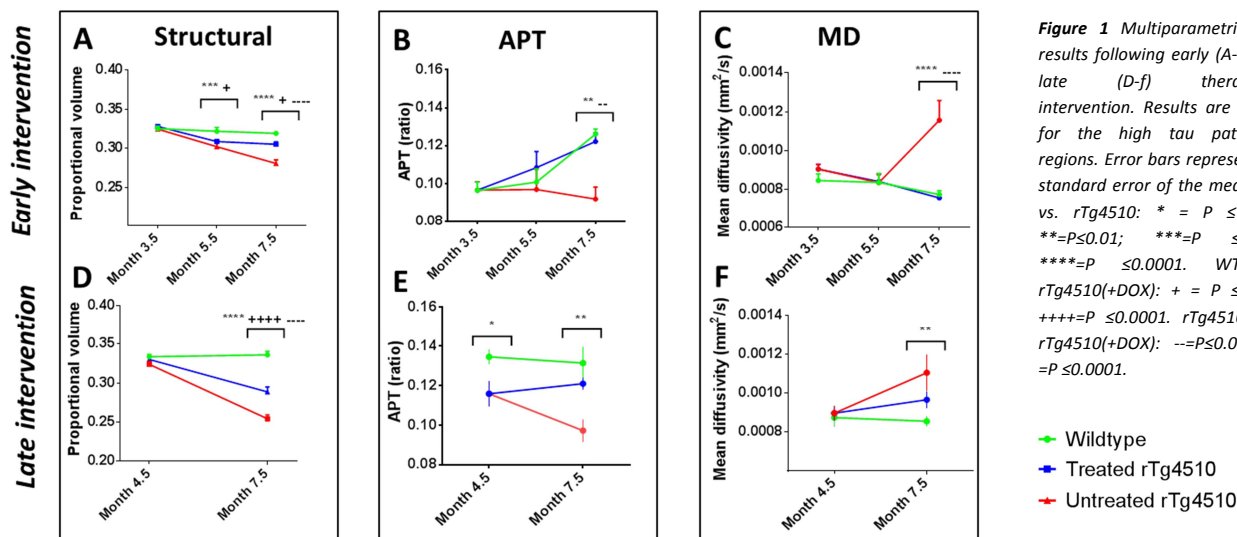 Early intervention
Late intervention
A Structural
Proportional volume
0.40
0.35
0.30
0.25
*** +
**** + ----
Month 3.5
Month 5.5
Month 7.5
B APT
APT (ratio)
0.16
0.14
0.12
0.10
0.08
** --
Month 3.5
Month 5.5
Month 7.5
C MD
Mean diffusivity (mm²/s)
0.0014
0.0012
0.0010
0.0008
0.0006
**** ----
Month 3.5
Month 5.5
Month 7.5
D
Proportional volume
0.40
0.35
0.30
0.25
0.20
**** ++++ ----
Month 4.5
Month 7.5
E
APT (ratio)
0.16
0.14
0.12
0.10
0.08
*
**
Month 4.5
Month 7.5
F
Mean diffusivity (mm²/s)
0.0014
0.0012
0.0010
0.0008
**
Month 4.5
Month 7.5
Figure 1 Multiparametri
results following early (A-
late (D-f) thera
intervention. Results are
for the high tau pat
regions. Error bars represe
standard error of the mea
vs. rTg4510: * = P ≤
**=P≤0.01; ***=P ≤
****=P ≤0.0001. WT
rTg4510(+DOX): + = P ≤
++++=P ≤0.0001. rTg4510
rTg4510(+DOX): --=P≤0.0
=P ≤0.0001.
Wildtype
Treated rTg4510
Untreated rTg4510